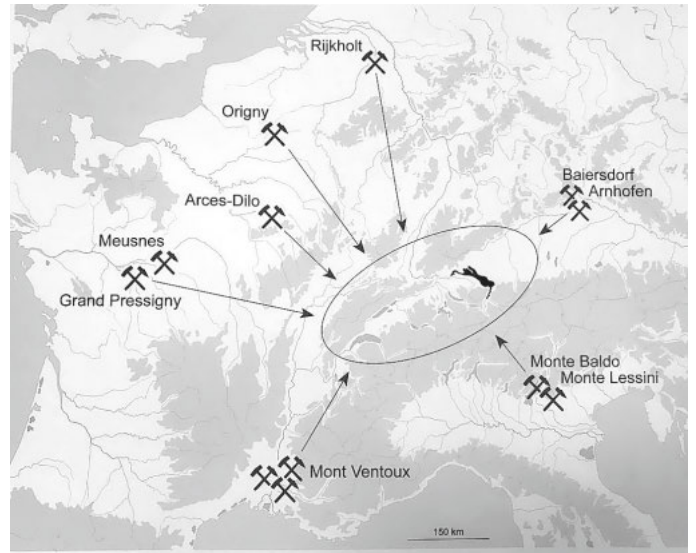 Rijkholt
Origny
Baiersdorf
Arnhofen
Arces-Dilo
Meusnes
Grand Pressigny
Monte Baldo
Monte Lessini
Mont Ventoux
150 km